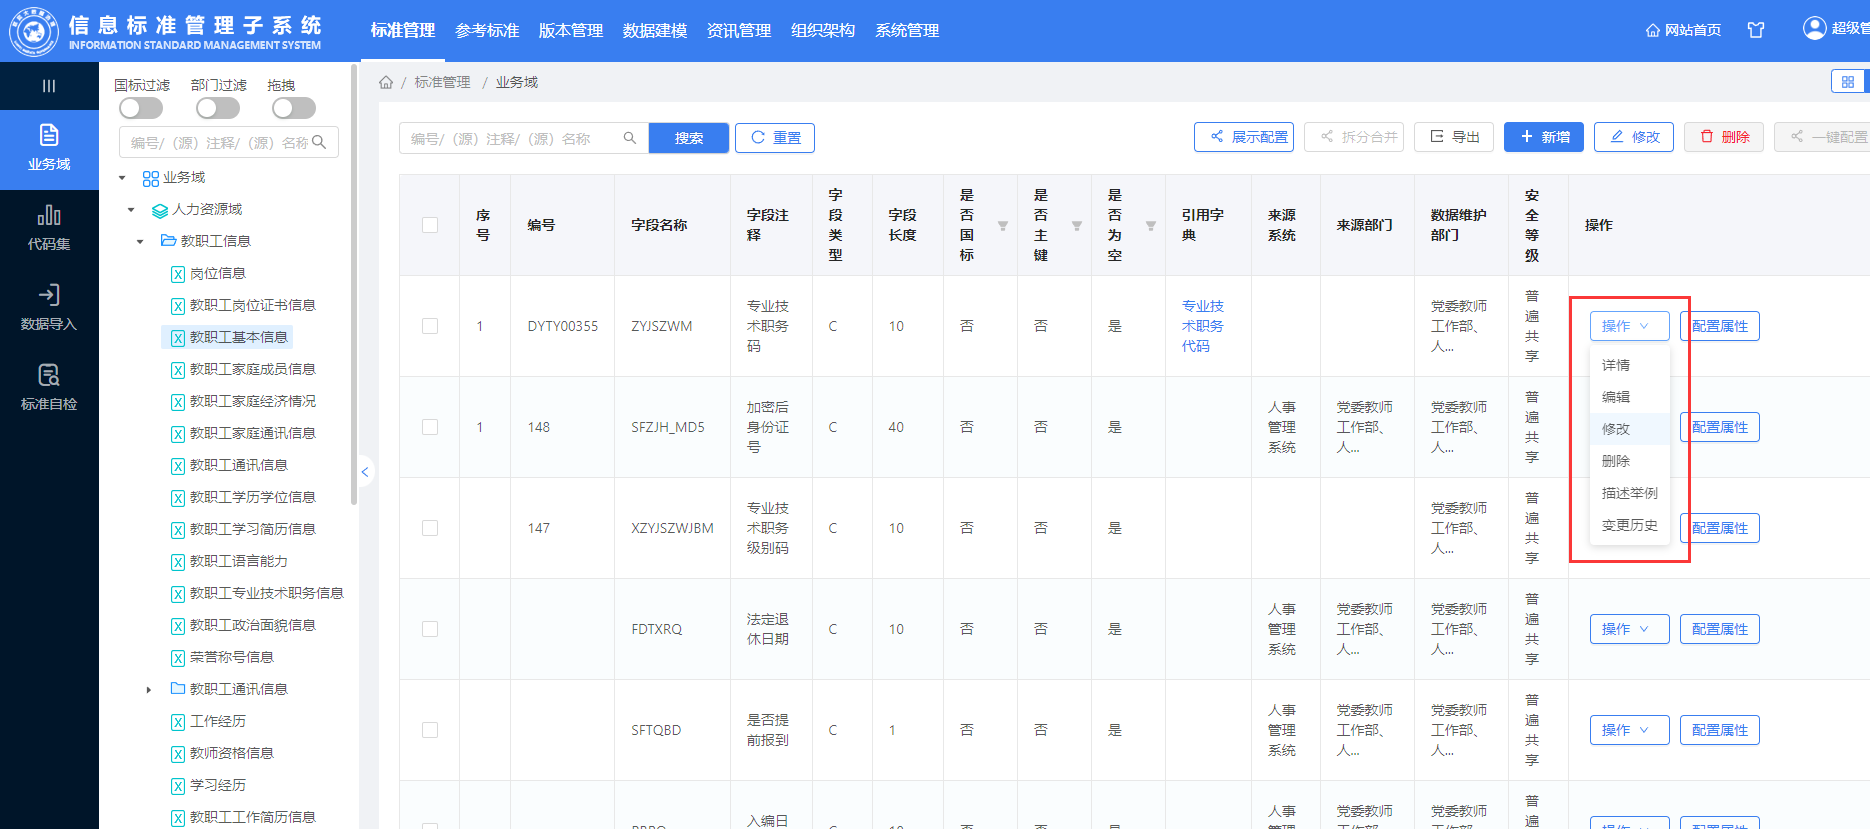 信息标准管理子系统
INFORMATION STANDARD MANAGEMENT SYSTEM
标准管理 参考标准 版本管理 数据建模 资讯管理 组织架构 系统管理
网站首页
超级管
业务域
代码集
数据导入
标准自检
国标过滤 部门过滤 拖拽
编号/（源）注释/（源）名称
业务域
人力资源域
教职工信息
岗位信息
教职工岗位证书信息
教职工基本信息
教职工家庭成员信息
教职工家庭经济情况
教职工家庭通讯信息
教职工通讯信息
教职工学历学位信息
教职工学习简历信息
教职工语言能力
教职工专业技术职务信息
教职工政治面貌信息
荣誉称号信息
教职工通讯信息
工作经历
教师资格信息
学习经历
教职工工作简历信息
/ 标准管理 / 业务域
编号/（源）注释/（源）名称 搜索 重置
展示配置 拆分合并 导出 新增 修改 删除 一键配置
序号 编号 字段名称 字段注释 字段类型 字段长度 是否国标 是否主键 是否为空 引用字典 来源系统 来源部门 数据维护部门 安全等级 操作
1 DYTY00355 ZYJSZWM 专业技术职务码 C 10 否 否 是 专业技术职务代码 党委教师工作部、人... 普遍共享 操作 配置属性
详情
编辑
修改
删除
描述举例
变更历史
1 148 SFZJH_MD5 加密后身份证号 C 40 否 否 是 人事管理系统 党委教师工作部、人... 党委教师工作部、人... 普遍共享 配置属性
147 XZYJSZWJBM 专业技术职务级别码 C 10 否 否 是 党委教师工作部、人... 普遍共享 配置属性
FDTXRQ 法定退休日期 C 10 否 否 是 人事管理系统 党委教师工作部、人... 党委教师工作部、人... 普遍共享 操作 配置属性
SFTQBD 是否提前报到 C 1 否 否 是 人事管理系统 党委教师工作部、人... 党委教师工作部、人... 普遍共享 操作 配置属性
入编日 人事管理 党委教师工作部、 党委教师工作部、 普遍